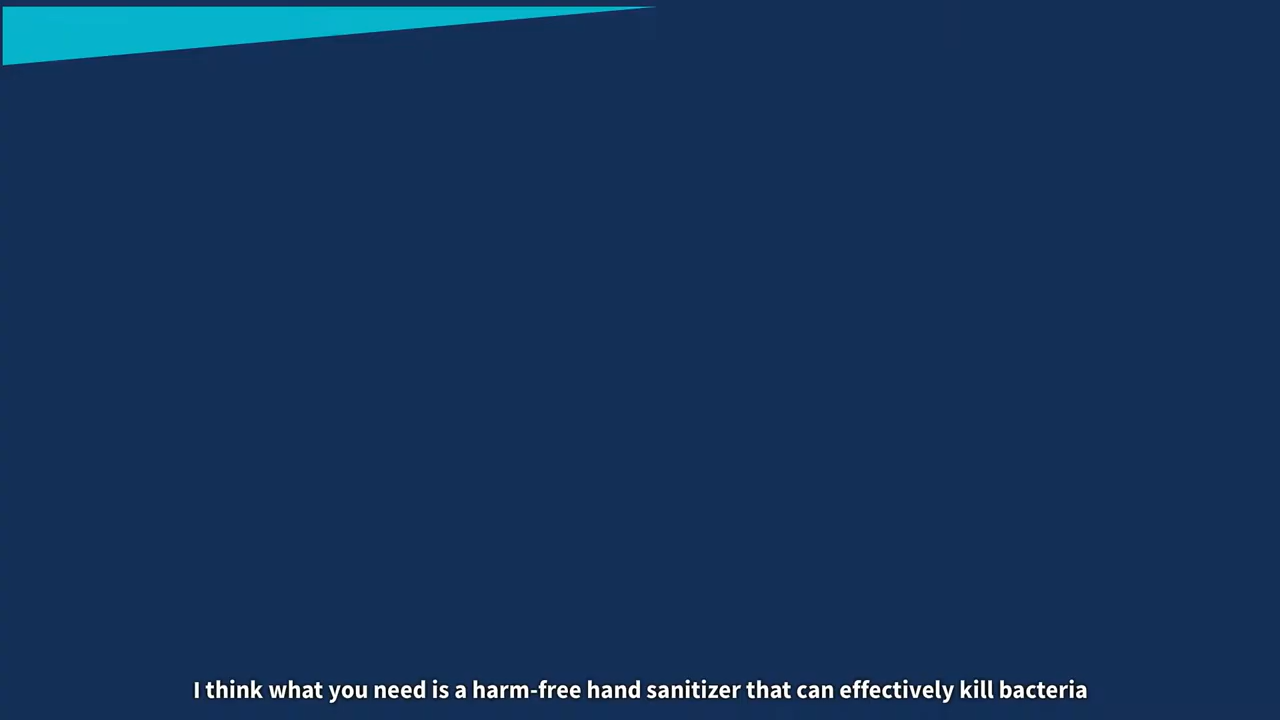 I think what you need is a harm-free hand sanitizer that can effectively kill bacteria